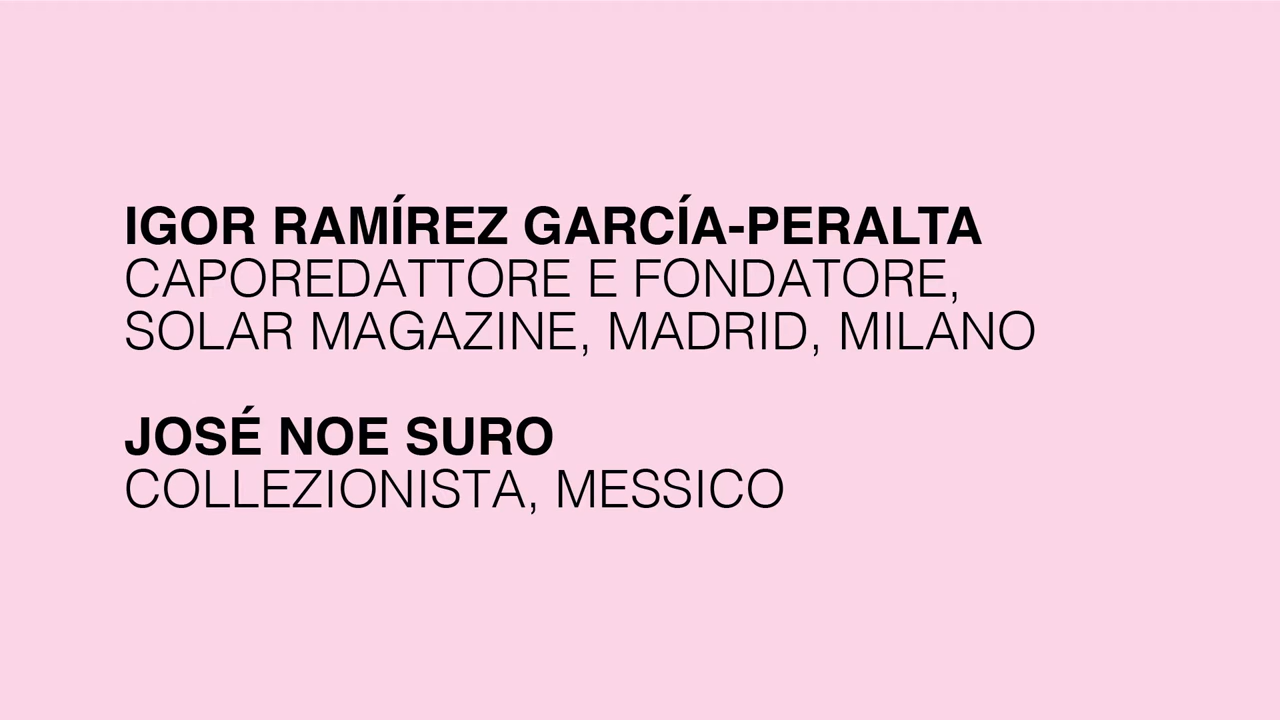 IGOR RAMÍREZ GARCÍA-PERALTA
CAPOREDATTORE E FONDATORE,
SOLAR MAGAZINE, MADRID, MILANO
JOSÉ NOE SURO
COLLEZIONISTA, MESSICO